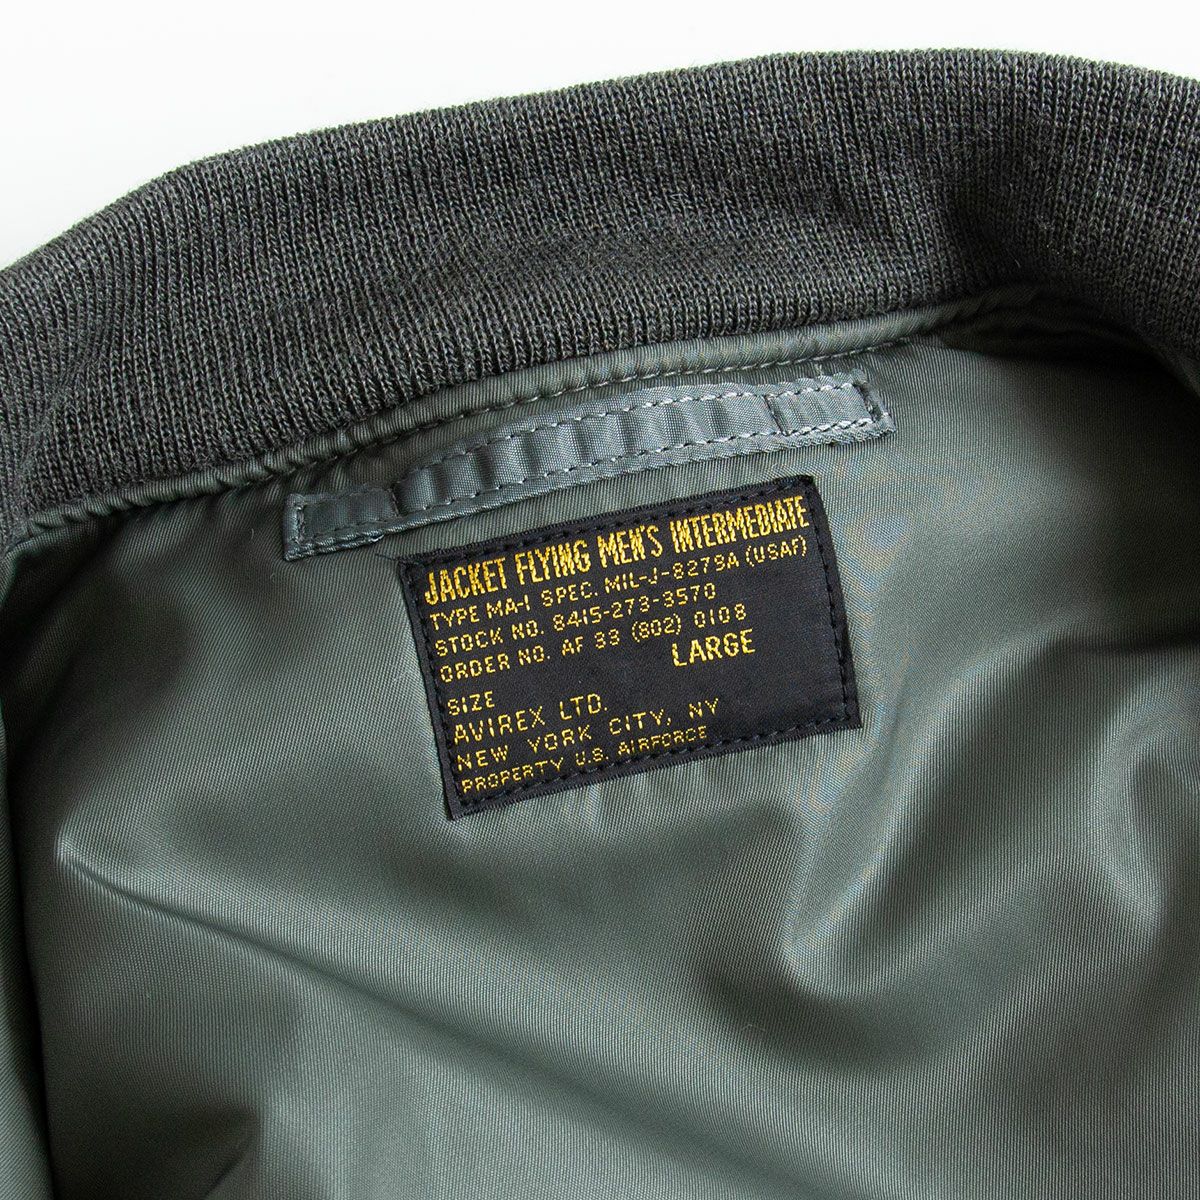 JACKET FLYING MEN'S INTERMEDIATE
TYPE MA-1 SPEC. MIL-J-8279A (USAF)
STOCK NO. 8415-273-3570
ORDER NO. AF 33 (802) 0108
SIZE LARGE
AVIREX LTD.
NEW YORK CITY, NY
PROPERTY U.S. AIRFORCE